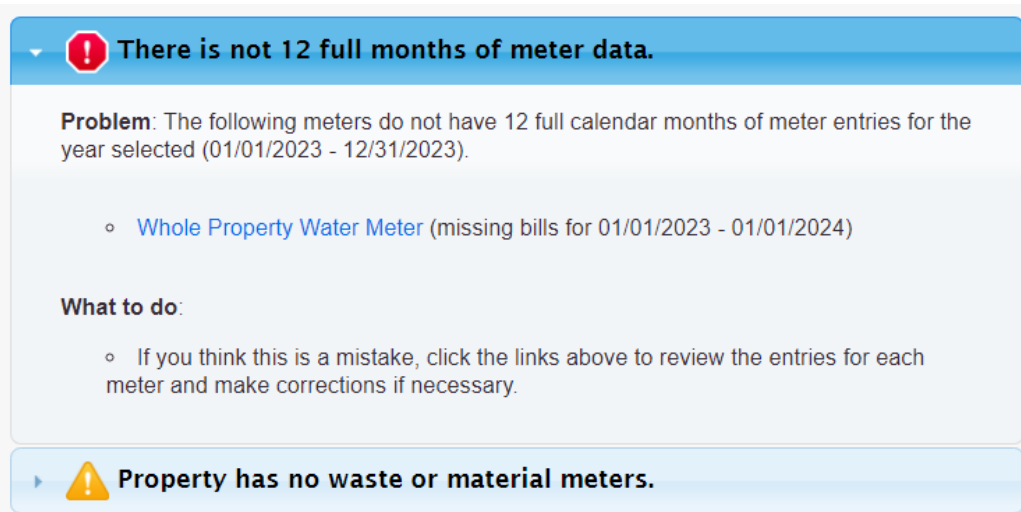 There is not 12 full months of meter data.
Problem: The following meters do not have 12 full calendar months of meter entries for the
year selected (01/01/2023 - 12/31/2023).
Whole Property Water Meter (missing bills for 01/01/2023 - 01/01/2024)
What to do:
If you think this is a mistake, click the links above to review the entries for each
meter and make corrections if necessary.
Property has no waste or material meters.